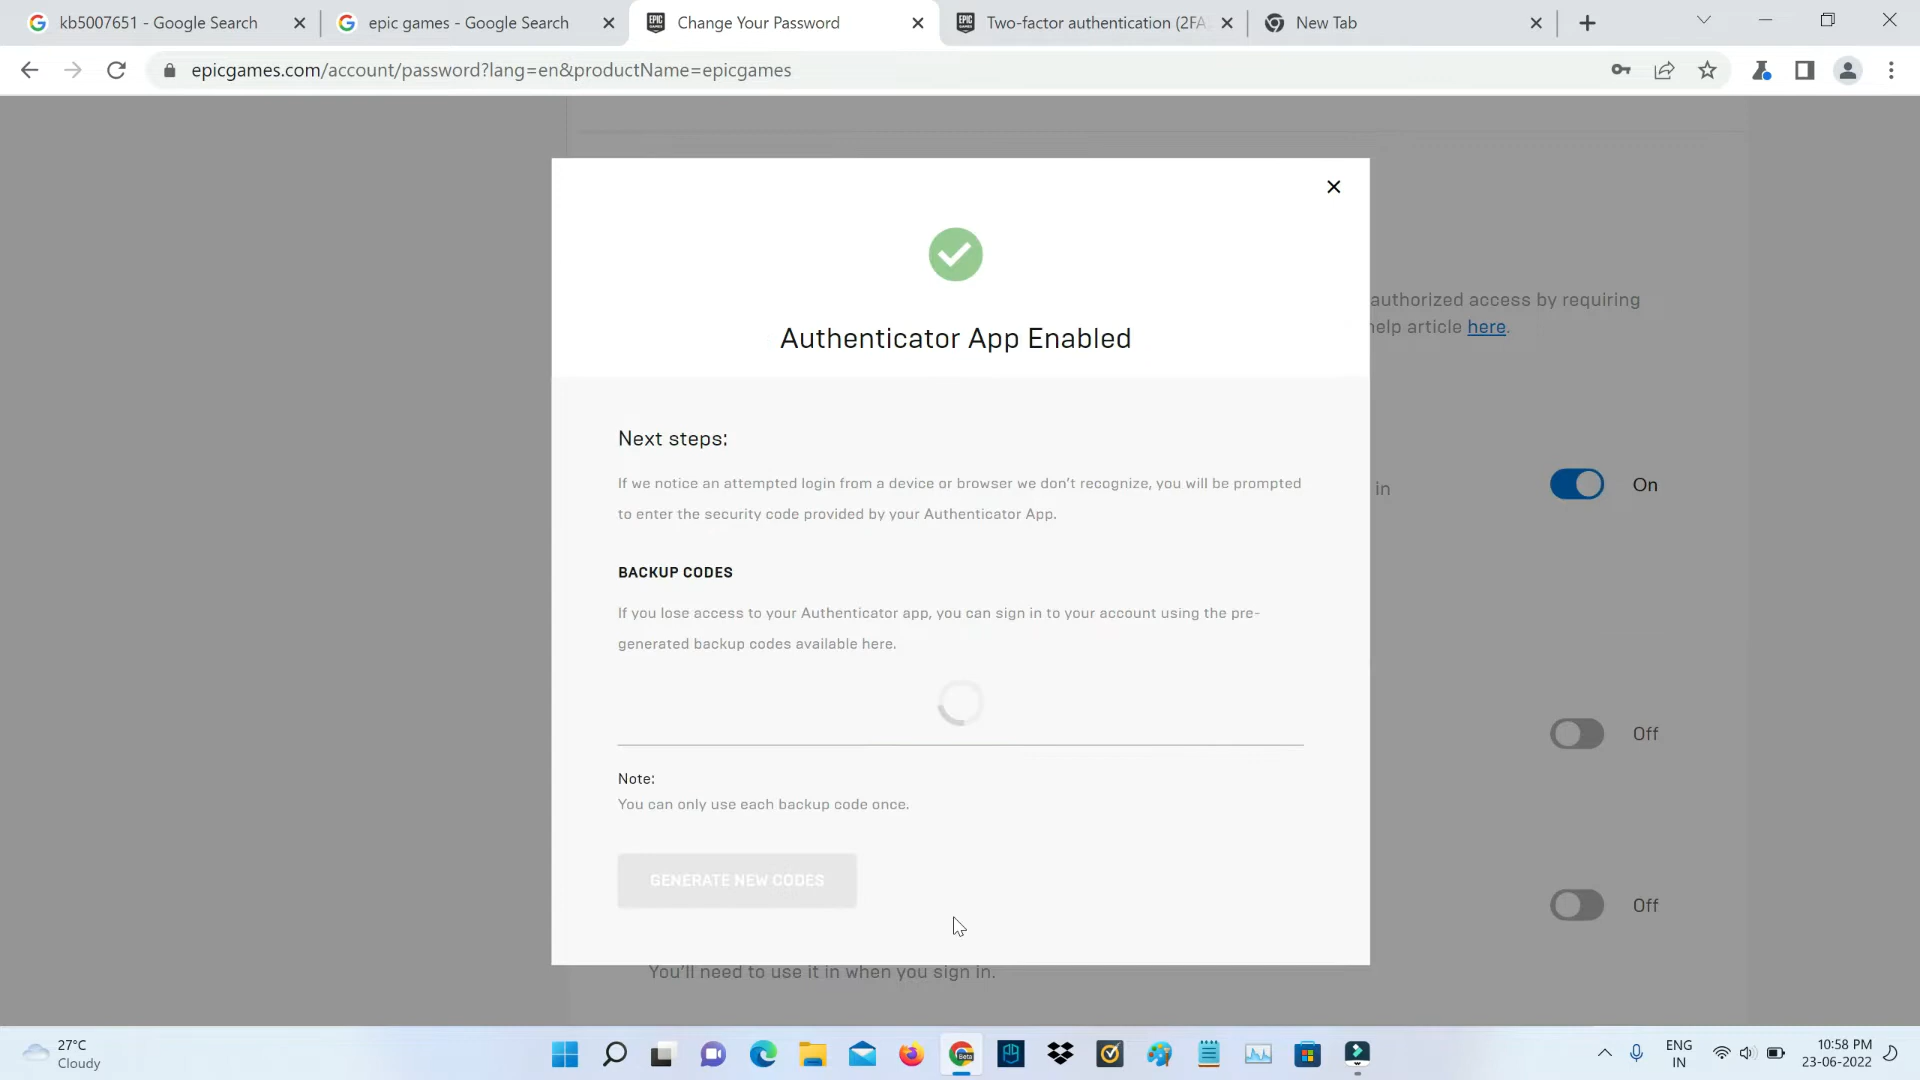 kb5007651 - Google Search
epic games - Google Search
Change Your Password
Two-factor authentication (2FA
New Tab
epicgames.com/account/password?lang=en&productName=epicgames
authorized access by requiring
help article here.
Authenticator App Enabled
Next steps:
If we notice an attempted login from a device or browser we don't recognize, you will be prompted
to enter the security code provided by your Authenticator App.
in
On
BACKUP CODES
If you lose access to your Authenticator app, you can sign in to your account using the pre-
generated backup codes available here.
Off
Note:
You can only use each backup code once.
GENERATE NEW CODES
Off
You'll need to use it in when you sign in.
27°C
Cloudy
Beta
ENG
IN
10:58 PM
23-06-2022